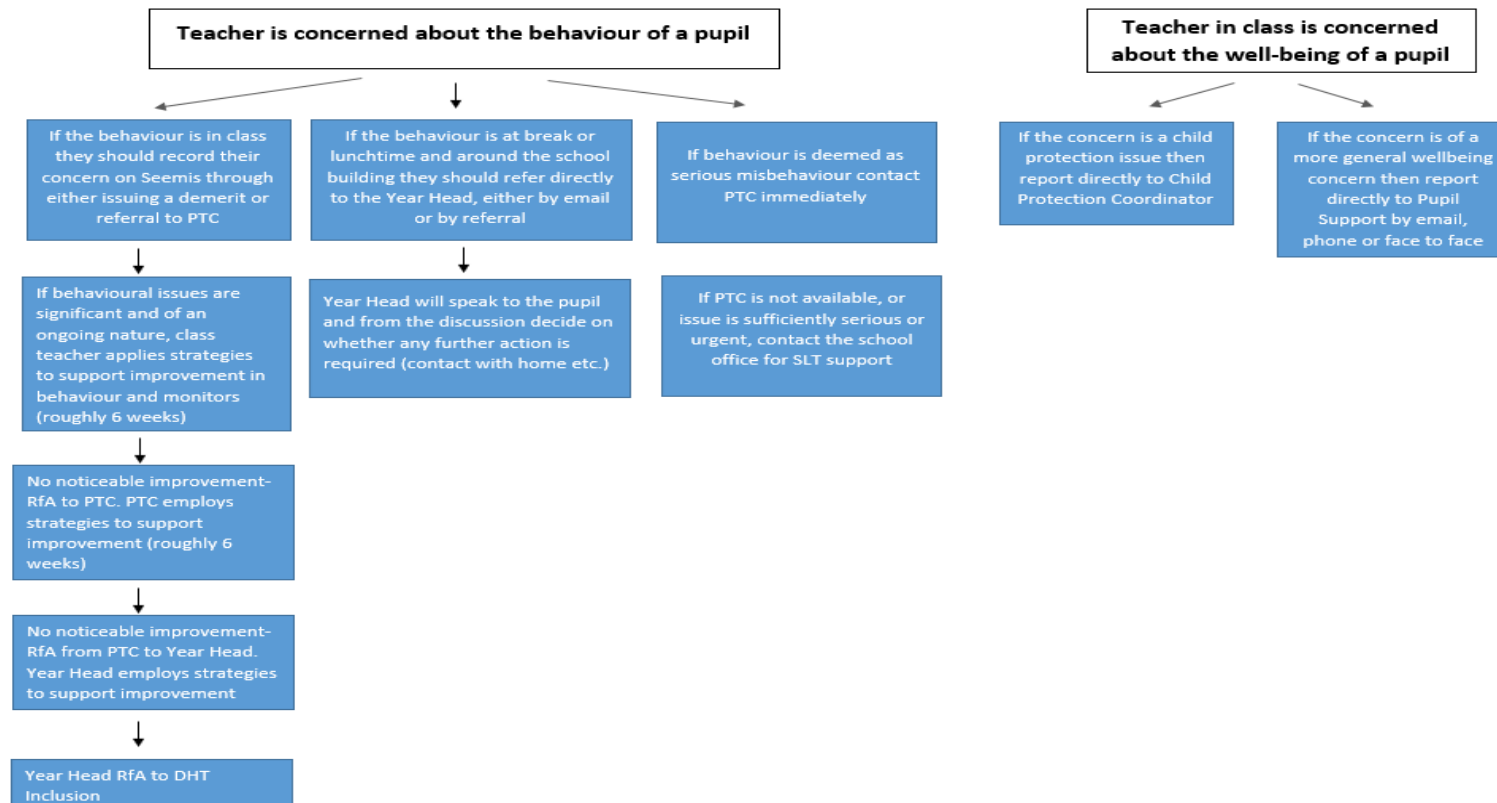 Teacher is concerned about the behaviour of a pupil
If the behaviour is in class
they should record their
concern on Seemis through
either issuing a demerit or
referral to PTC
If behavioural issues are
significant and of an
ongoing nature, class
teacher applies strategies
to support improvement in
behaviour and monitors
(roughly 6 weeks)
No noticeable improvement-
RfA to PTC. PTC employs
strategies to support
improvement (roughly 6
weeks)
No noticeable improvement-
RfA from PTC to Year Head.
Year Head employs strategies
to support improvement
Year Head RfA to DHT
Inclusion
If the behaviour is at break or
lunchtime and around the school
building they should refer directly
to the Year Head, either by email
or by referral
Year Head will speak to the pupil
and from the discussion decide on
whether any further action is
required (contact with home etc.)
If behaviour is deemed as
serious misbehaviour contact
PTC immediately
If PTC is not available, or
issue is sufficiently serious or
urgent, contact the school
office for SLT support
Teacher in class is concerned
about the well-being of a pupil
If the concern is a child
protection issue then
report directly to Child
Protection Coordinator
If the concern is of a
more general wellbeing
concern then report
directly to Pupil
Support by email,
phone or face to face